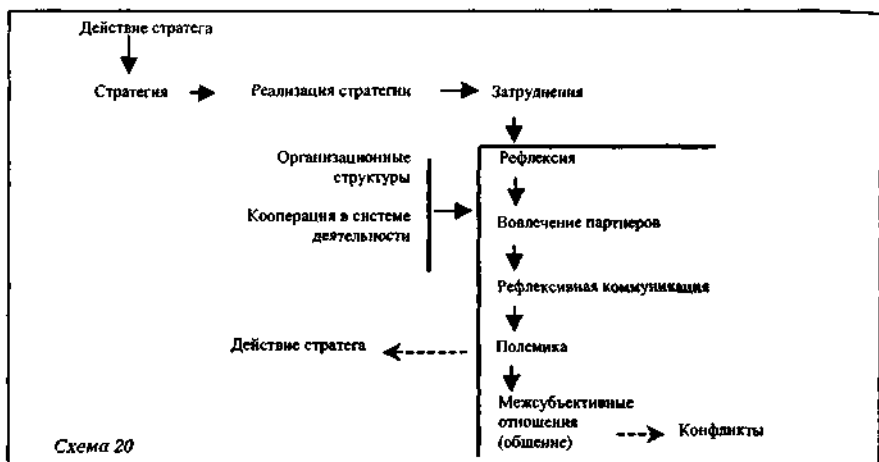 Действие стратега
Стратегия
Реализация стратегии
Затруднения
Организационные
структуры
Рефлексия
Кооперация в системе
деятельности
Вовлечение партнеров
Рефлексивная коммуникация
Действие стратега
Полемика
Межсубъективные
отношения
(общение)
Конфликты
Схема 20